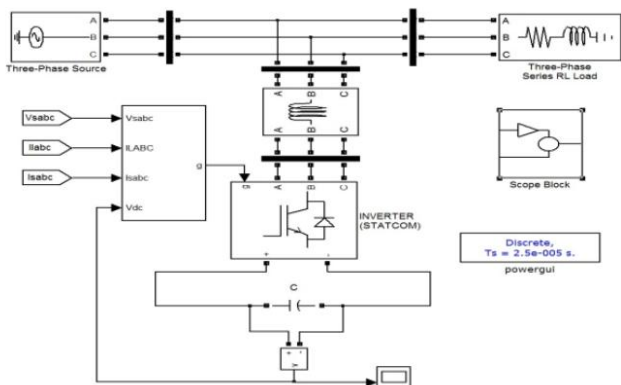 A
B
C
Three-Phase Source
A
B
C
Three-Phase
Series RL Load
A
B
C
A
B
C
Vsabc
Ilabc
Isabc
Vsabc
ILABC
Isabc
Vdc
g
g
A
B
C
+
-
INVERTER
(STATCOM)
Scope Block
Discrete,
Ts = 2.5e-005 s.
powergui
C
+
-
v